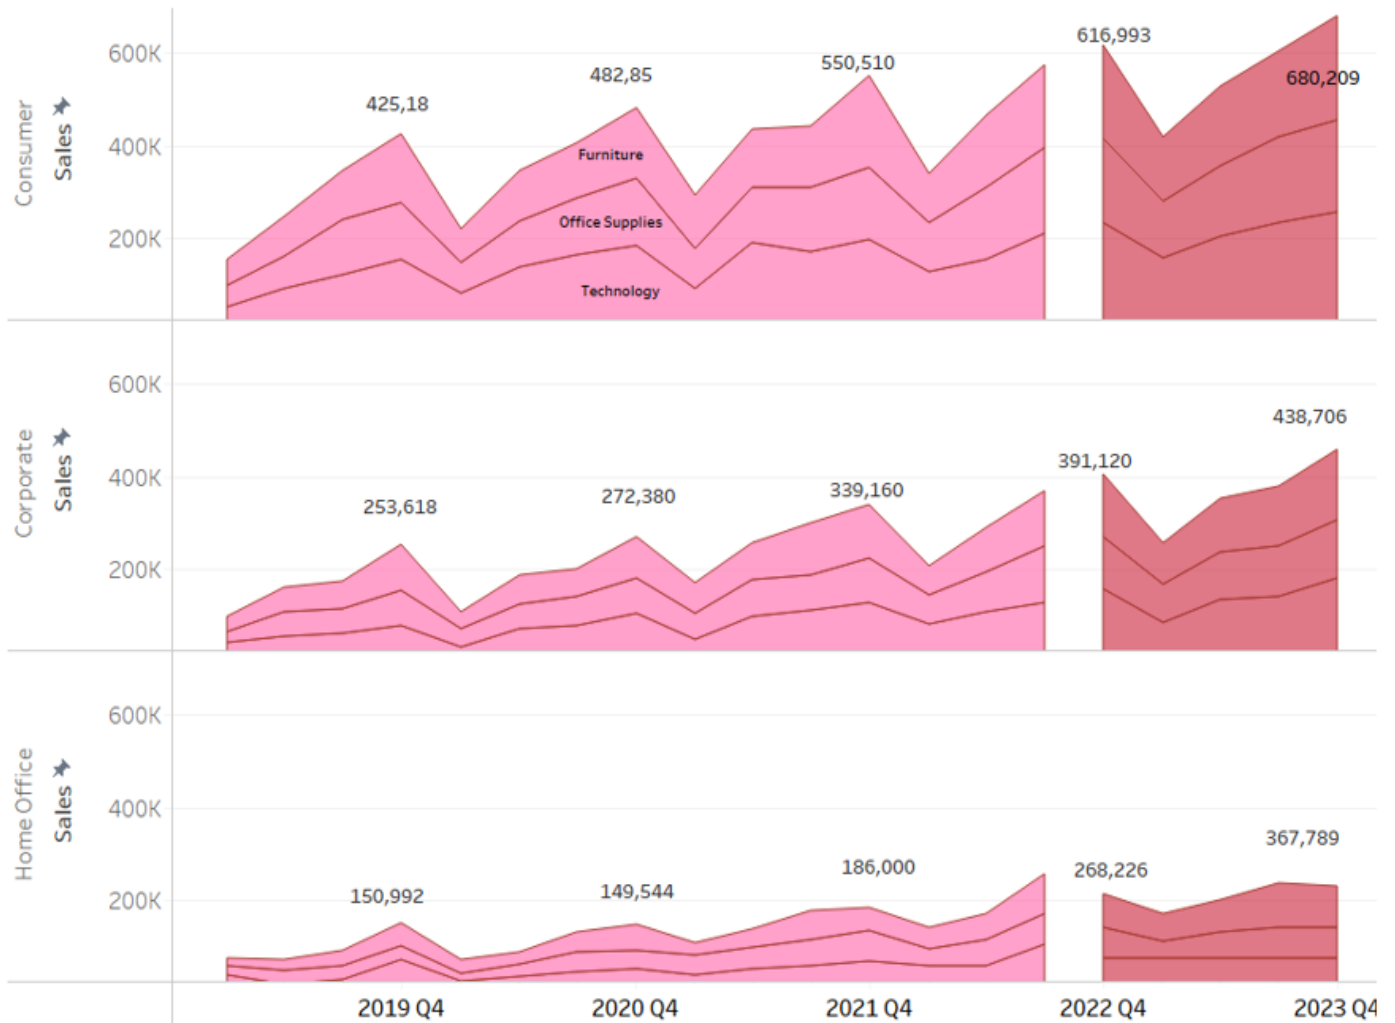 616,993
600K
550,510
482,85
680,209
425,18
400K
Furniture
Office Supplies
200K
Technology
Consumer
Sales
600K
438,706
400K
391,120
339,160
272,380
253,618
200K
Corporate
Sales
600K
400K
367,789
268,226
186,000
149,544
150,992
200K
Home Office
Sales
2019 Q4 2020 Q4 2021 Q4 2022 Q4 2023 Q4